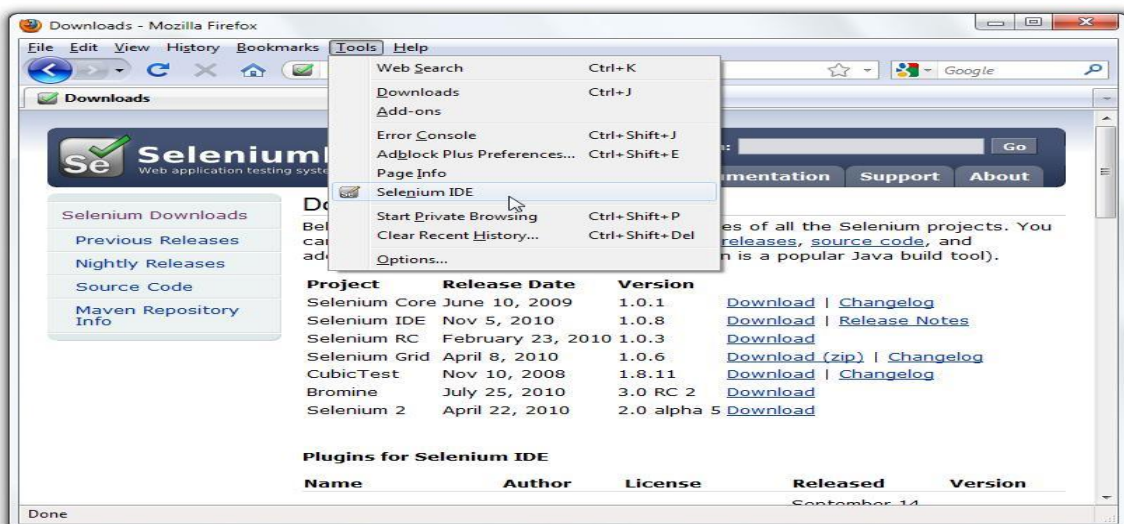 Downloads - Mozilla Firefox
File Edit View History Bookmarks Tools Help
Google
Downloads
Web Search Ctrl+K
Downloads Ctrl+J
Add-ons
Error Console Ctrl+Shift+J
Adblock Plus Preferences... Ctrl+Shift+E
Page Info
Selenium IDE
Start Private Browsing Ctrl+Shift+P
Clear Recent History... Ctrl+Shift+Del
Options...
Se
Selenium
Web application testing syste
Go
mentation Support About
Selenium Downloads
Previous Releases
Nightly Releases
Source Code
Maven Repository
Info
Do
Bel es of all the Selenium projects. You
ca releases, source code, and
add n is a popular Java build tool).
Project Release Date Version
Selenium Core June 10, 2009 1.0.1 Download | Changelog
Selenium IDE Nov 5, 2010 1.0.8 Download | Release Notes
Selenium RC February 23, 2010 1.0.3 Download
Selenium Grid April 8, 2010 1.0.6 Download (zip) | Changelog
CubicTest Nov 10, 2008 1.8.11 Download | Changelog
Bromine July 25, 2010 3.0 RC 2 Download
Selenium 2 April 22, 2010 2.0 alpha 5 Download
Plugins for Selenium IDE
Name Author License Released Version
September 14
Done